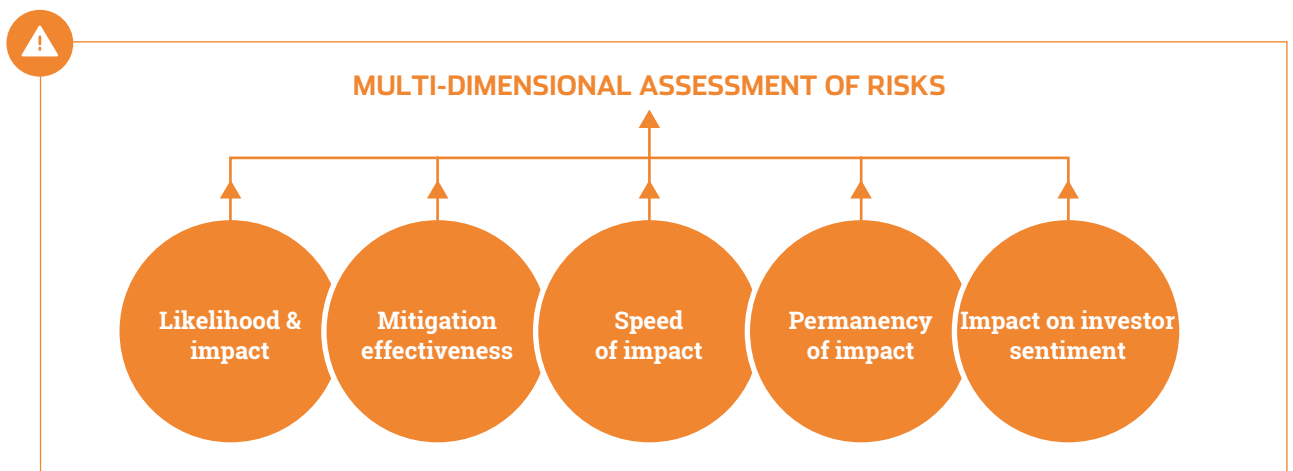 MULTI-DIMENSIONAL ASSESSMENT OF RISKS
Likelihood &
impact
Mitigation
effectiveness
Speed
of impact
Permanency
of impact
Impact on investor
sentiment